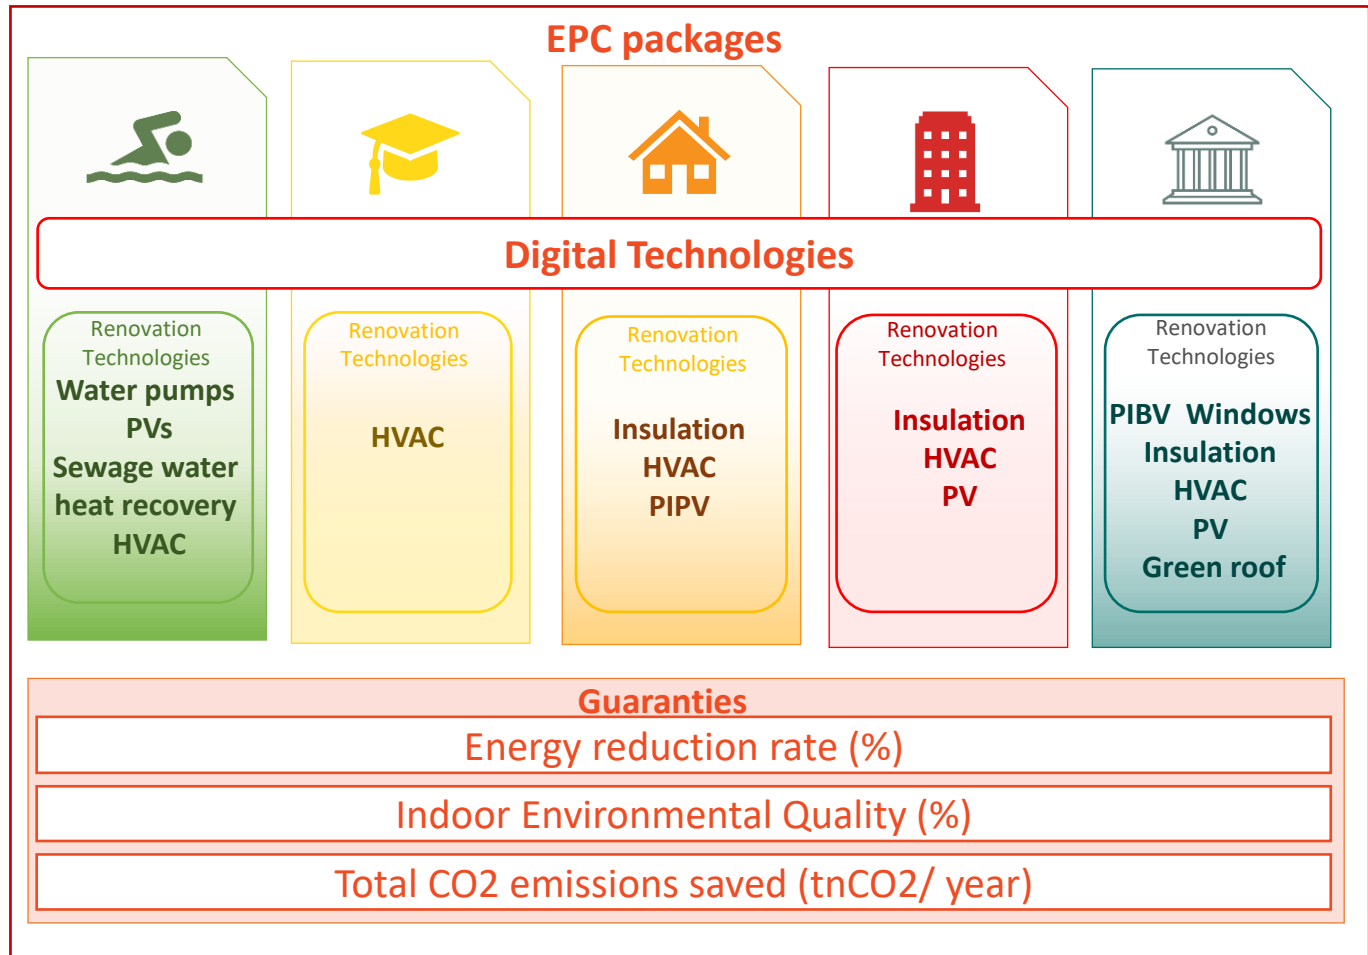 EPC packages
Digital Technologies
Renovation
Technologies
Water pumps
PVs
Sewage water
heat recovery
HVAC
Renovation
Technologies
HVAC
Renovation
Technologies
Insulation
HVAC
PIPV
Renovation
Technologies
Insulation
HVAC
PV
Renovation
Technologies
PIBV Windows
Insulation
HVAC
PV
Green roof
Guaranties
Energy reduction rate (%)
Indoor Environmental Quality (%)
Total CO2 emissions saved (tnCO2/ year)